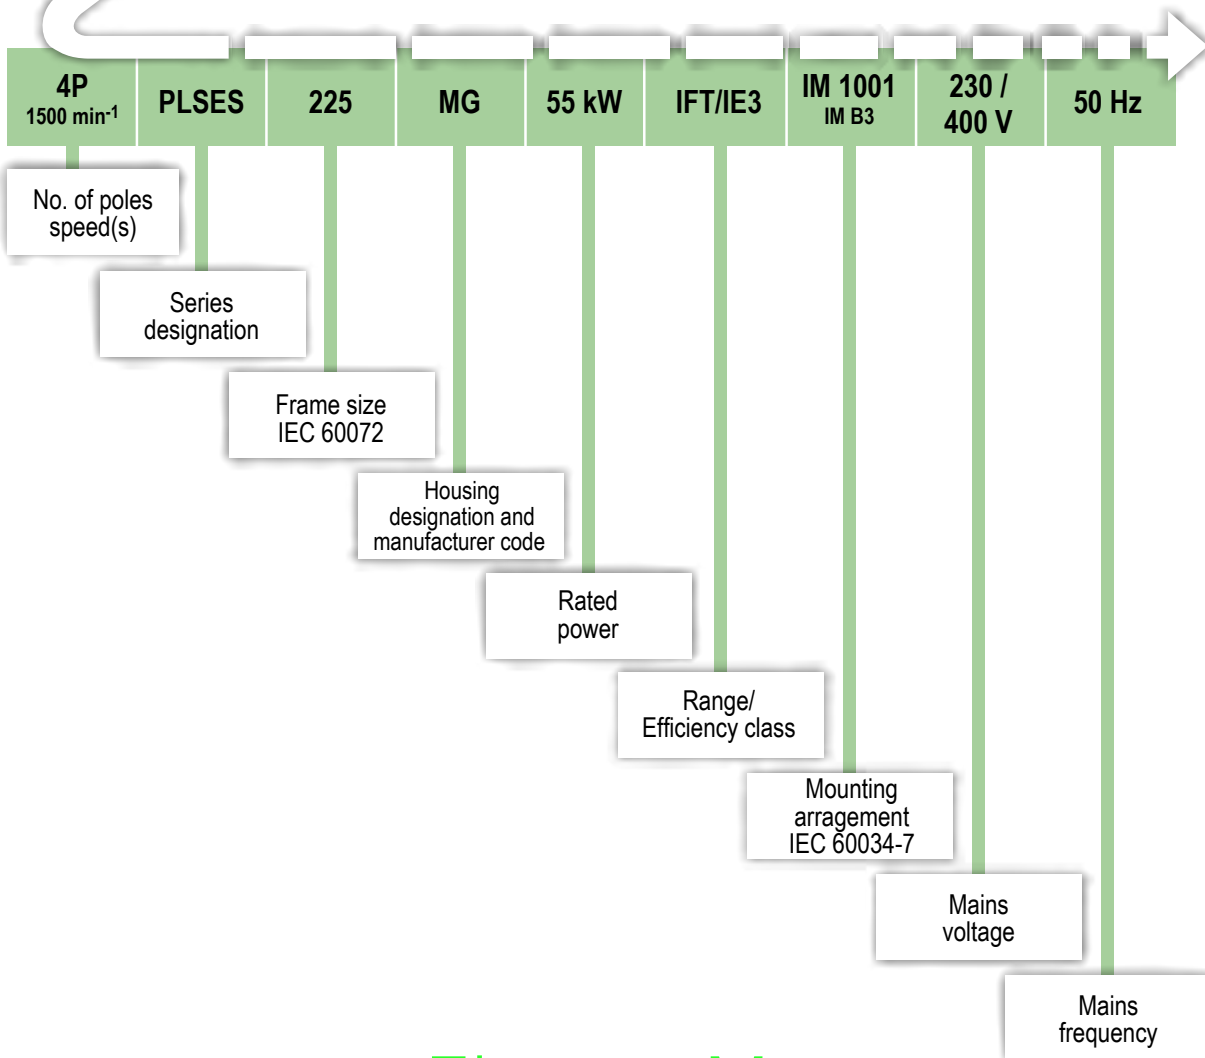 4P
1500 min-1
PLSES
225
MG
55 kW
IFT/IE3
IM 1001
IM B3
230 /
400 V
50 Hz
No. of poles
speed(s)
Series
designation
Frame size
IEC 60072
Housing
designation and
manufacturer code
Rated
power
Range/
Efficiency class
Mounting
arragement
IEC 60034-7
Mains
voltage
Mains
frequency